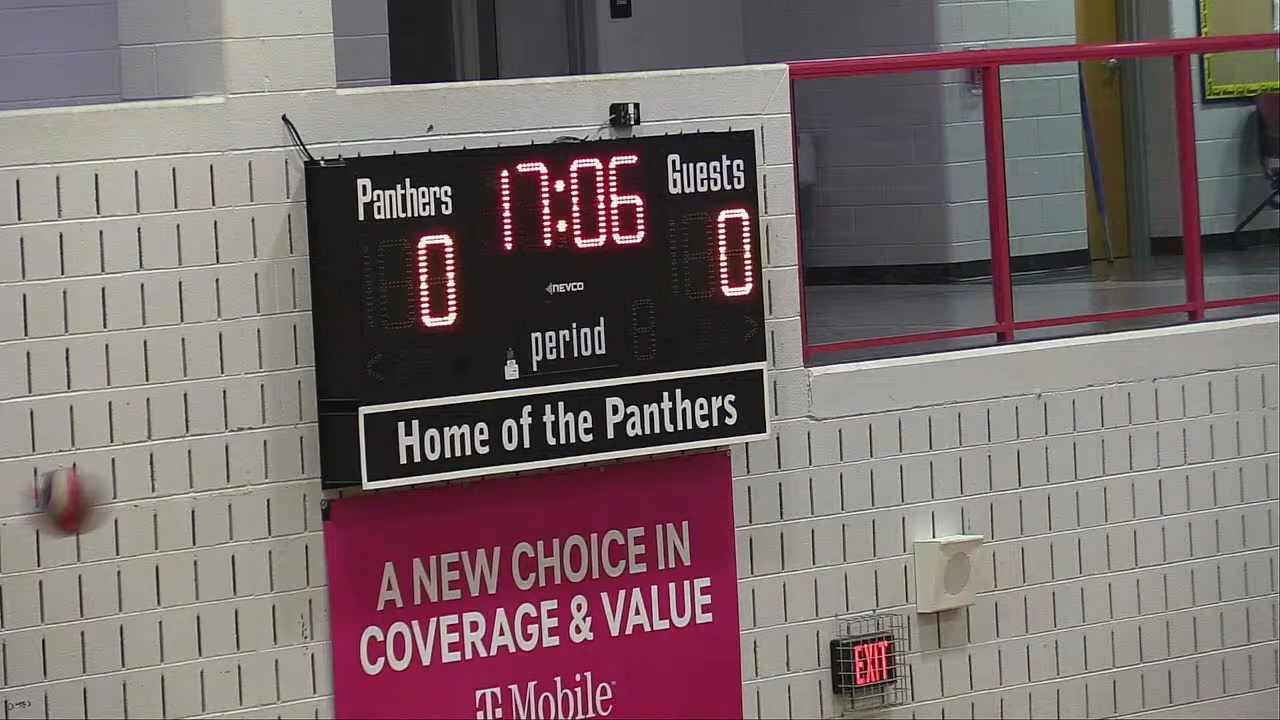 Panthers
17:06
Guests
0
0
NEVCO
period
Home of the Panthers
A NEW CHOICE IN
COVERAGE & VALUE
T Mobile
EXIT